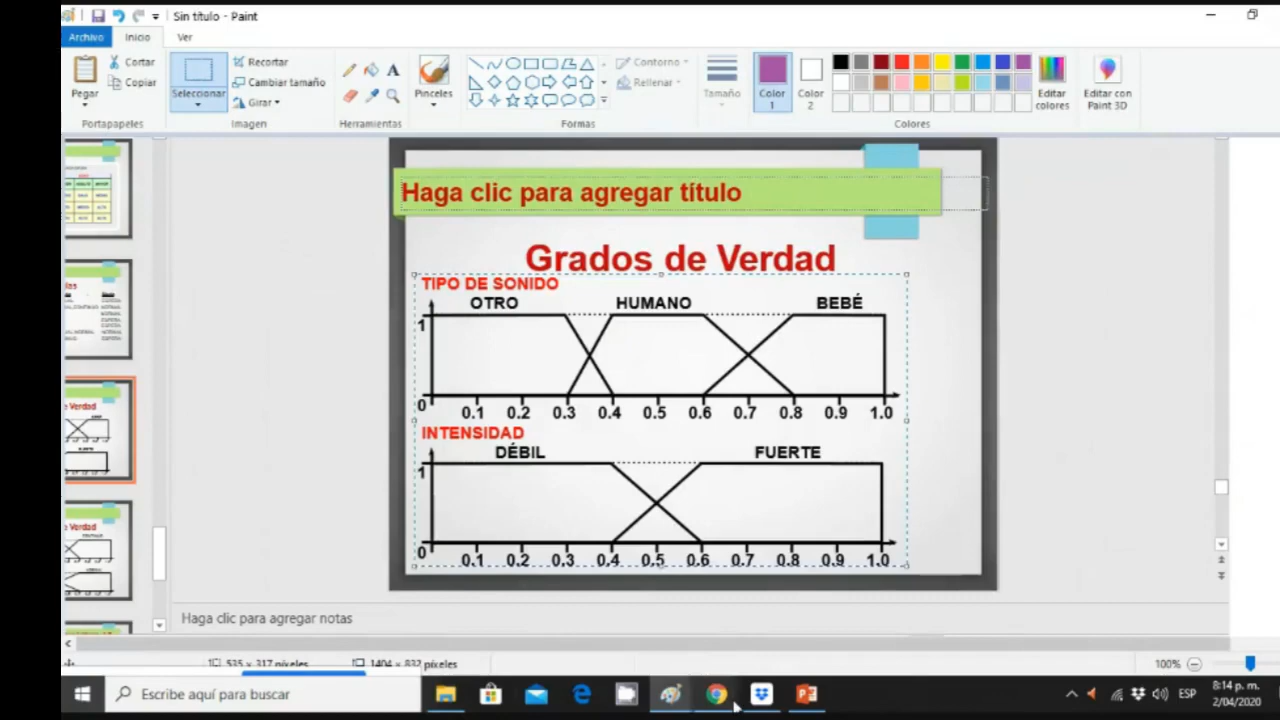 Sin título - Paint
Archivo Inicio Ver
Pegar
Cortar
Copiar
Portapapeles
Seleccionar
Recortar
Cambiar tamaño
Girar
Imagen
A
Herramientas
Pinceles
Contorno
Rellenar
Formas
Tamaño
Color 1
Color 2
Editar colores
Editar con Paint 3D
Colores
Haga clic para agregar título
Grados de Verdad
TIPO DE SONIDO
OTRO HUMANO BEBÉ
1
0 0.1 0.2 0.3 0.4 0.5 0.6 0.7 0.8 0.9 1.0
INTENSIDAD
DÉBIL FUERTE
1
0 0.1 0.2 0.3 0.4 0.5 0.6 0.7 0.8 0.9 1.0
Verdad
Verdad
Haga clic para agregar notas
535 × 317 píxeles 1404 × 832 píxeles 100%
Escribe aquí para buscar
ESP
8:14 p. m.
2/04/2020